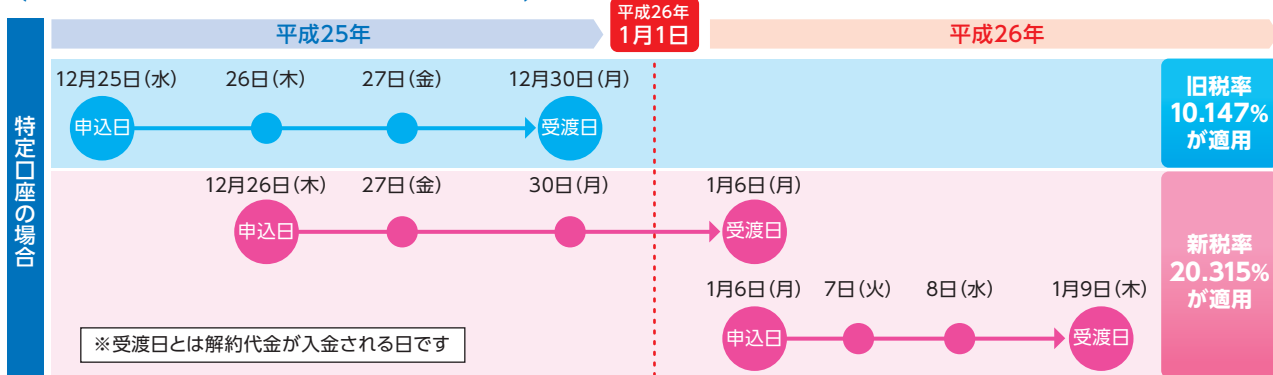 平成25年
平成26年
1月1日
平成26年
特定口座の場合
12月25日(水)
26日(木)
27日(金)
12月30日(月)
申込日
受渡日
旧税率
10.147%
が適用
12月26日(木)
27日(金)
30日(月)
1月6日(月)
申込日
受渡日
1月6日(月)
7日(火)
8日(水)
1月9日(木)
申込日
受渡日
新税率
20.315%
が適用
※受渡日とは解約代金が入金される日です